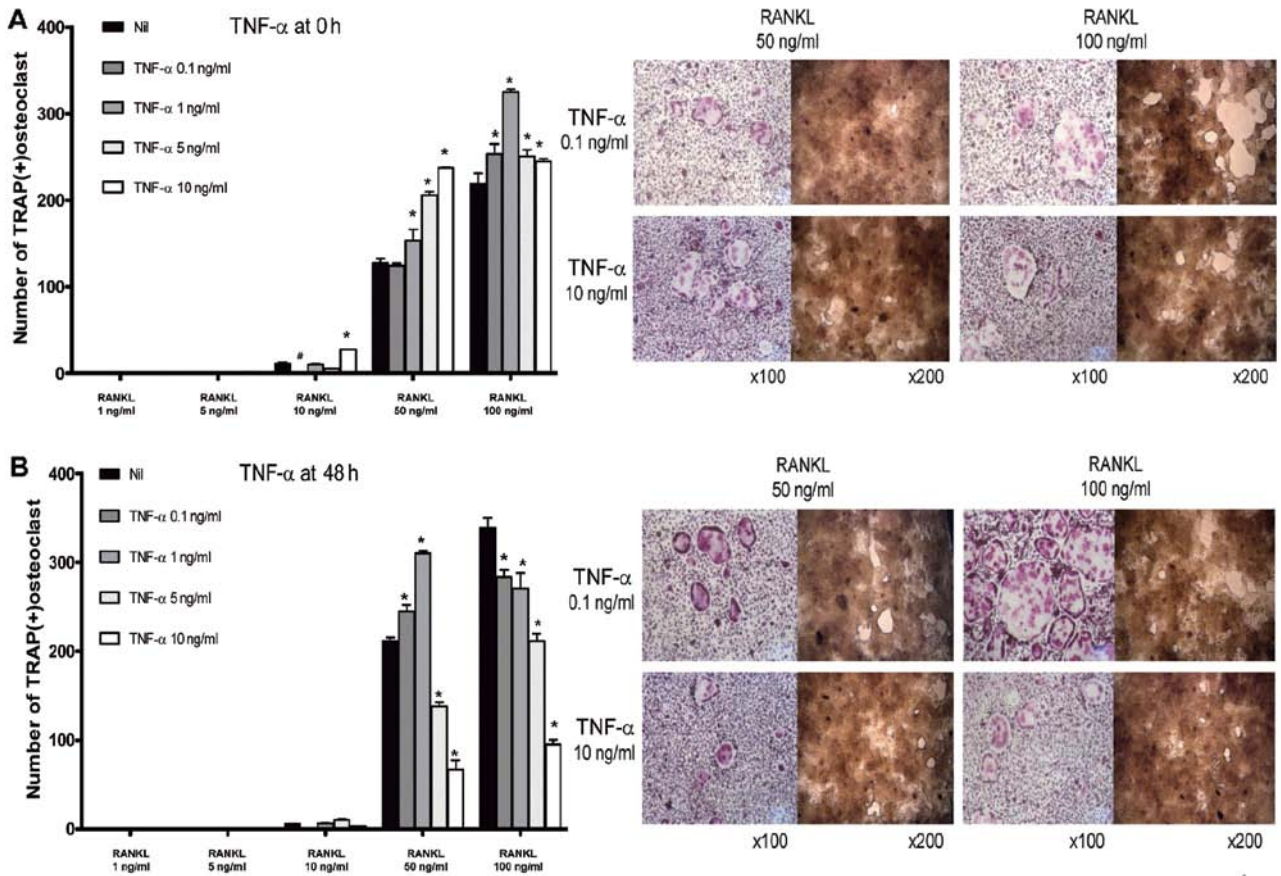 A
TNF-α at 0 h
Number of TRAP(+)osteoclast
400
300
200
100
0
Nil
TNF-α 0.1 ng/ml
TNF-α 1 ng/ml
TNF-α 5 ng/ml
TNF-α 10 ng/ml
#
*
*
*
*
*
*
*
*
RANKL
1 ng/ml
RANKL
5 ng/ml
RANKL
10 ng/ml
RANKL
50 ng/ml
RANKL
100 ng/ml
RANKL
50 ng/ml
RANKL
100 ng/ml
TNF-α
0.1 ng/ml
TNF-α
10 ng/ml
x100
x200
x100
x200
B
TNF-α at 48 h
Number of TRAP(+)osteoclast
400
300
200
100
0
Nil
TNF-α 0.1 ng/ml
TNF-α 1 ng/ml
TNF-α 5 ng/ml
TNF-α 10 ng/ml
*
*
*
*
*
*
*
*
RANKL
1 ng/ml
RANKL
5 ng/ml
RANKL
10 ng/ml
RANKL
50 ng/ml
RANKL
100 ng/ml
RANKL
50 ng/ml
RANKL
100 ng/ml
TNF-α
0.1 ng/ml
TNF-α
10 ng/ml
x100
x200
x100
x200